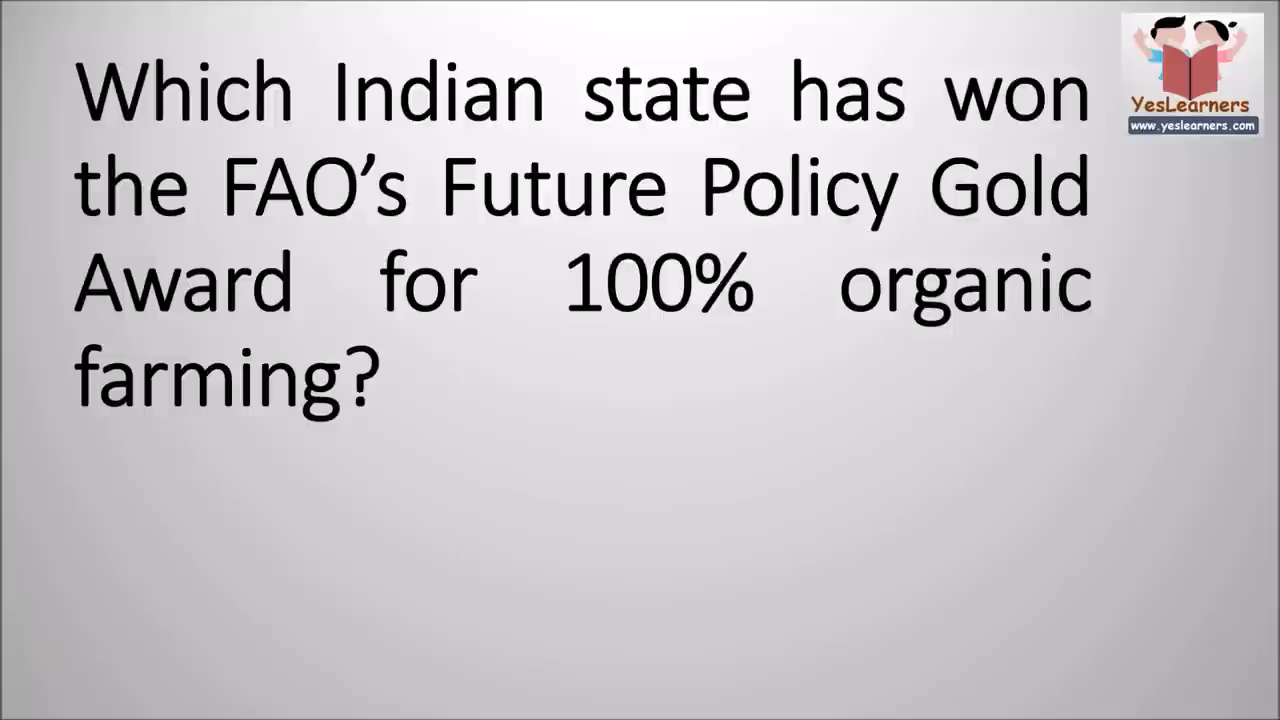 Which Indian state has won
the FAO’s Future Policy Gold
Award for 100% organic
farming?
YesLearners
www.yeslearners.com